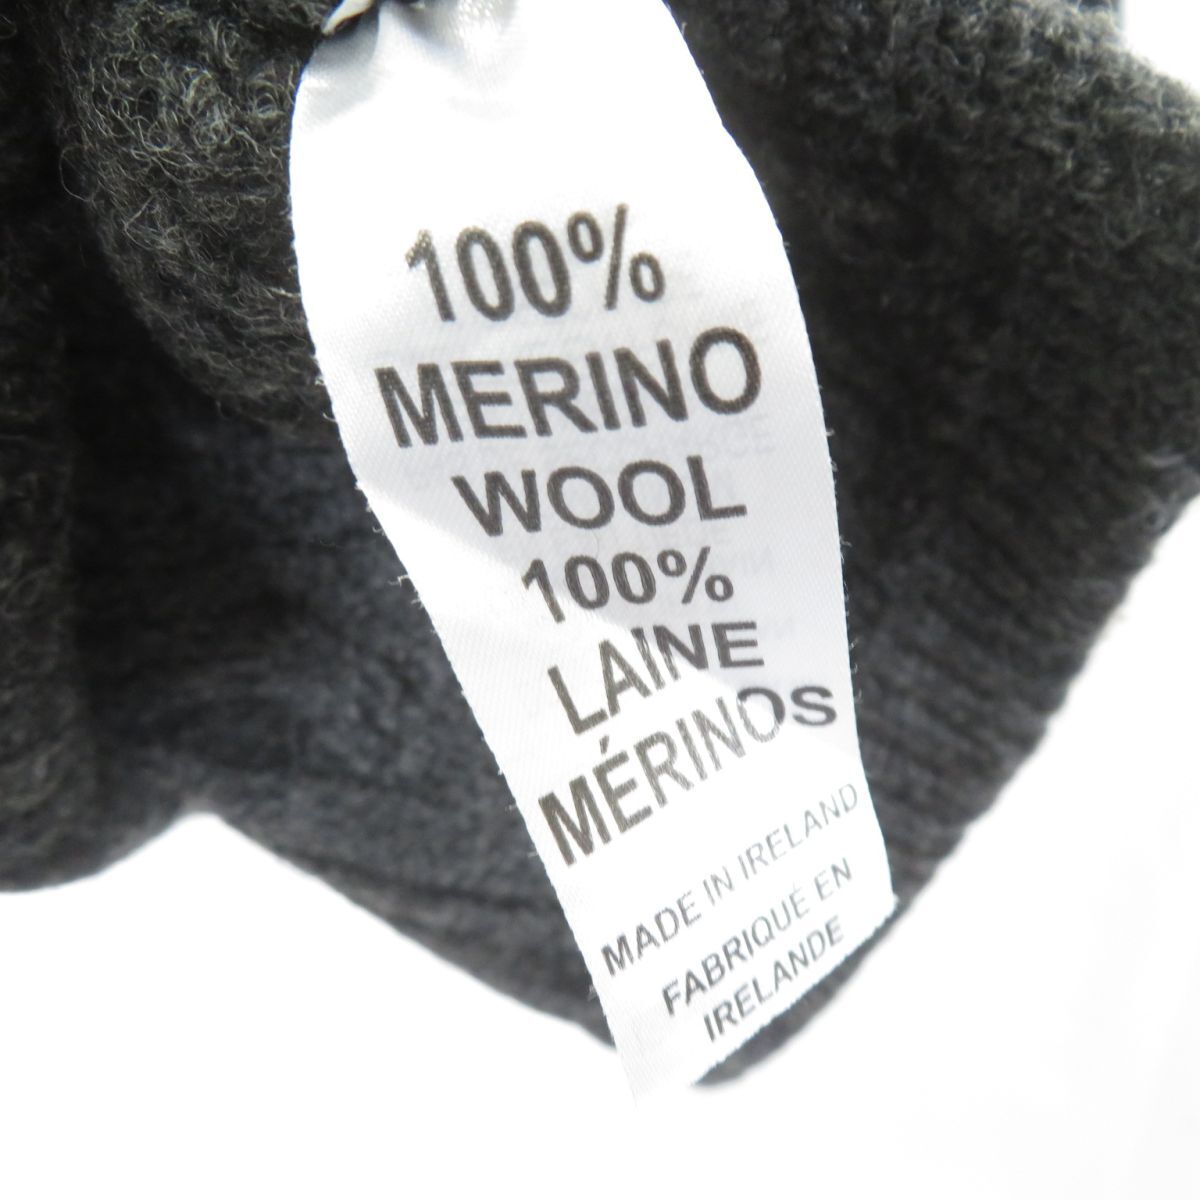 100%
MERINO
WOOL
100%
LAINE
MÉRINOS
MADE IN IRELAND
FABRIQUÉ EN
IRELANDE